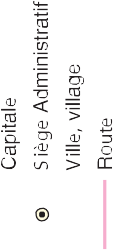 Capitale
Siège Administratif
Ville, village
Route